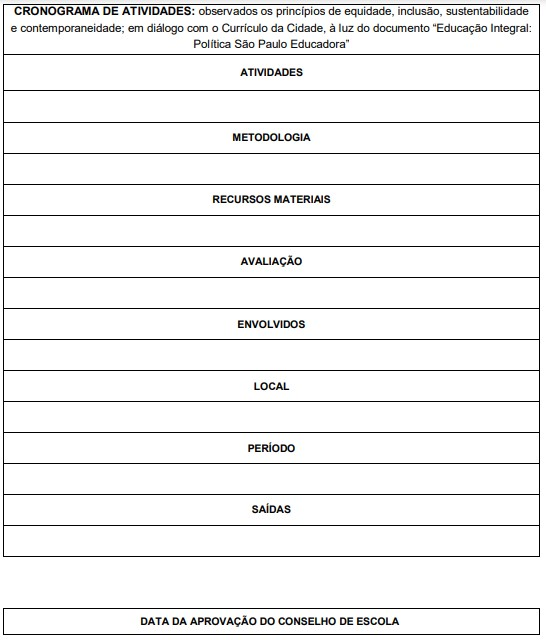 CRONOGRAMA DE ATIVIDADES: observados os princípios de equidade, inclusão, sustentabilidade
e contemporaneidade; em diálogo com o Currículo da Cidade, à luz do documento “Educação Integral:
Política São Paulo Educadora”
ATIVIDADES
METODOLOGIA
RECURSOS MATERIAIS
AVALIAÇÃO
ENVOLVIDOS
LOCAL
PERÍODO
SAÍDAS
DATA DA APROVAÇÃO DO CONSELHO DE ESCOLA